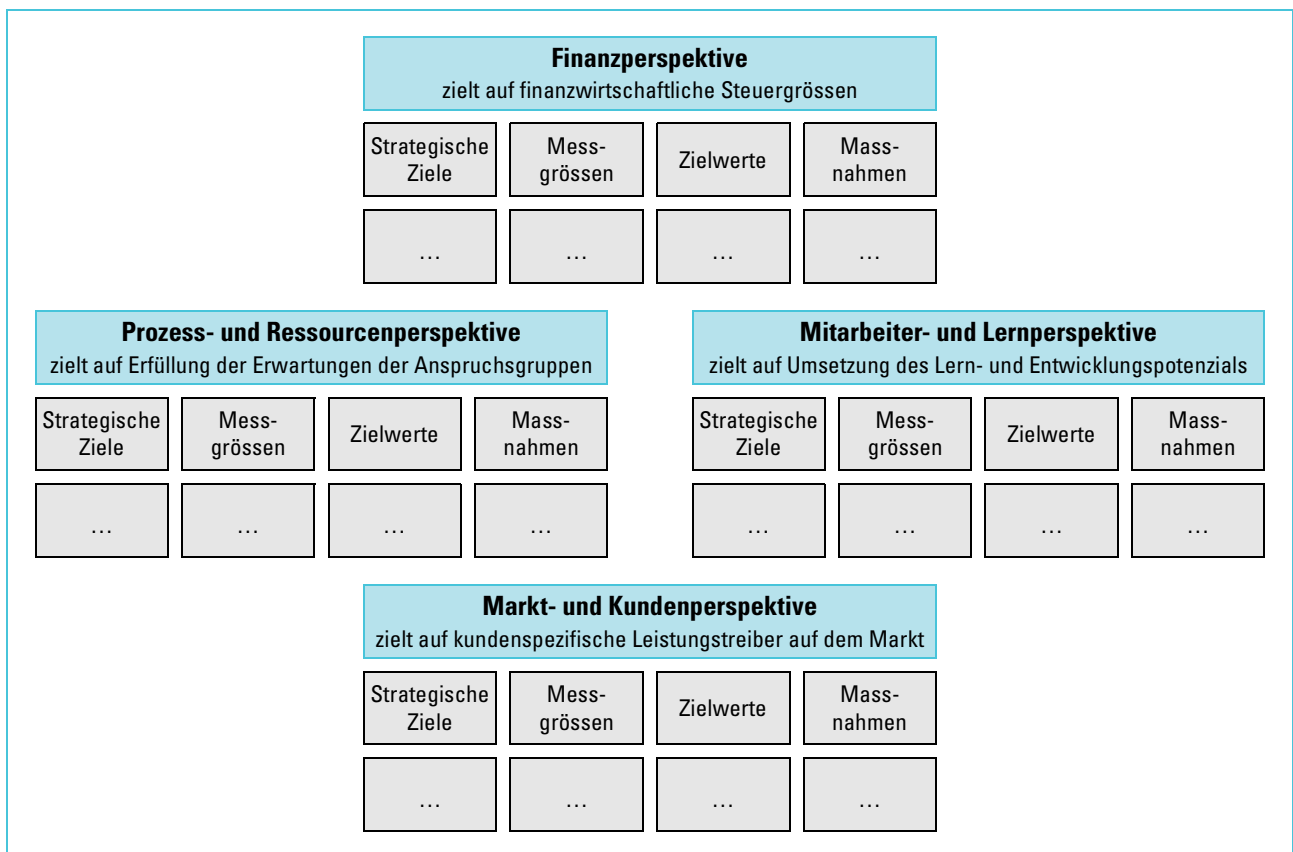 Finanzperspektive
zielt auf finanzwirtschaftliche Steuergrössen
Strategische
Ziele
Mess-
grössen
Zielwerte
Mass-
nahmen
…
…
…
…
Prozess- und Ressourcenperspektive
zielt auf Erfüllung der Erwartungen der Anspruchsgruppen
Strategische
Ziele
Mess-
grössen
Zielwerte
Mass-
nahmen
…
…
…
…
Mitarbeiter- und Lernperspektive
zielt auf Umsetzung des Lern- und Entwicklungspotenzials
Strategische
Ziele
Mess-
grössen
Zielwerte
Mass-
nahmen
…
…
…
…
Markt- und Kundenperspektive
zielt auf kundenspezifische Leistungstreiber auf dem Markt
Strategische
Ziele
Mess-
grössen
Zielwerte
Mass-
nahmen
…
…
…
…